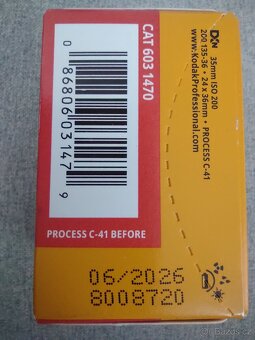 DXN 35mm ISO 200
200 135-36 • 24 x 36mm • PROCESS C-41
www.KodakProfessional.com
CAT 603 1470
0 86806 03147 9
PROCESS C-41 BEFORE
06/2026
8008720